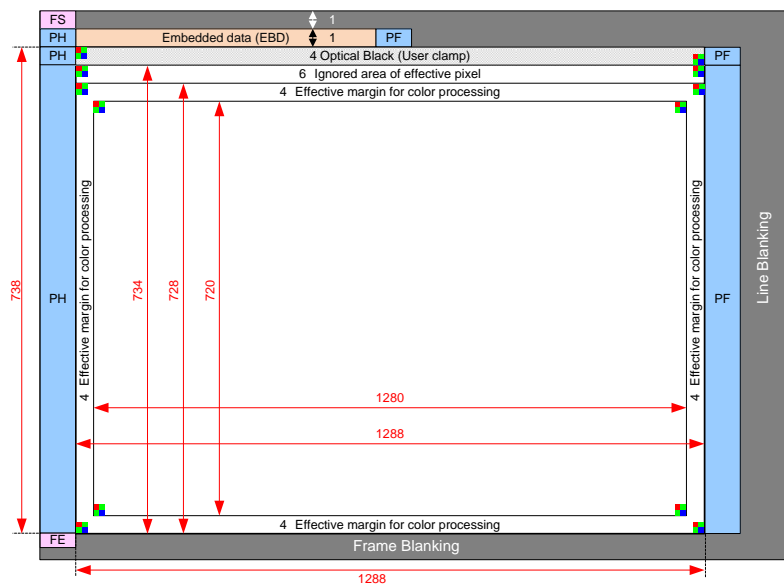 FS
1
PH
Embedded data (EBD)
1
PF
PH
4 Optical Black (User clamp)
PF
6 Ignored area of effective pixel
4 Effective margin for color processing
4 Effective margin for color processing
4 Effective margin for color processing
Line Blanking
738
PH
734
728
720
PF
1280
1288
4 Effective margin for color processing
FE
Frame Blanking
1288